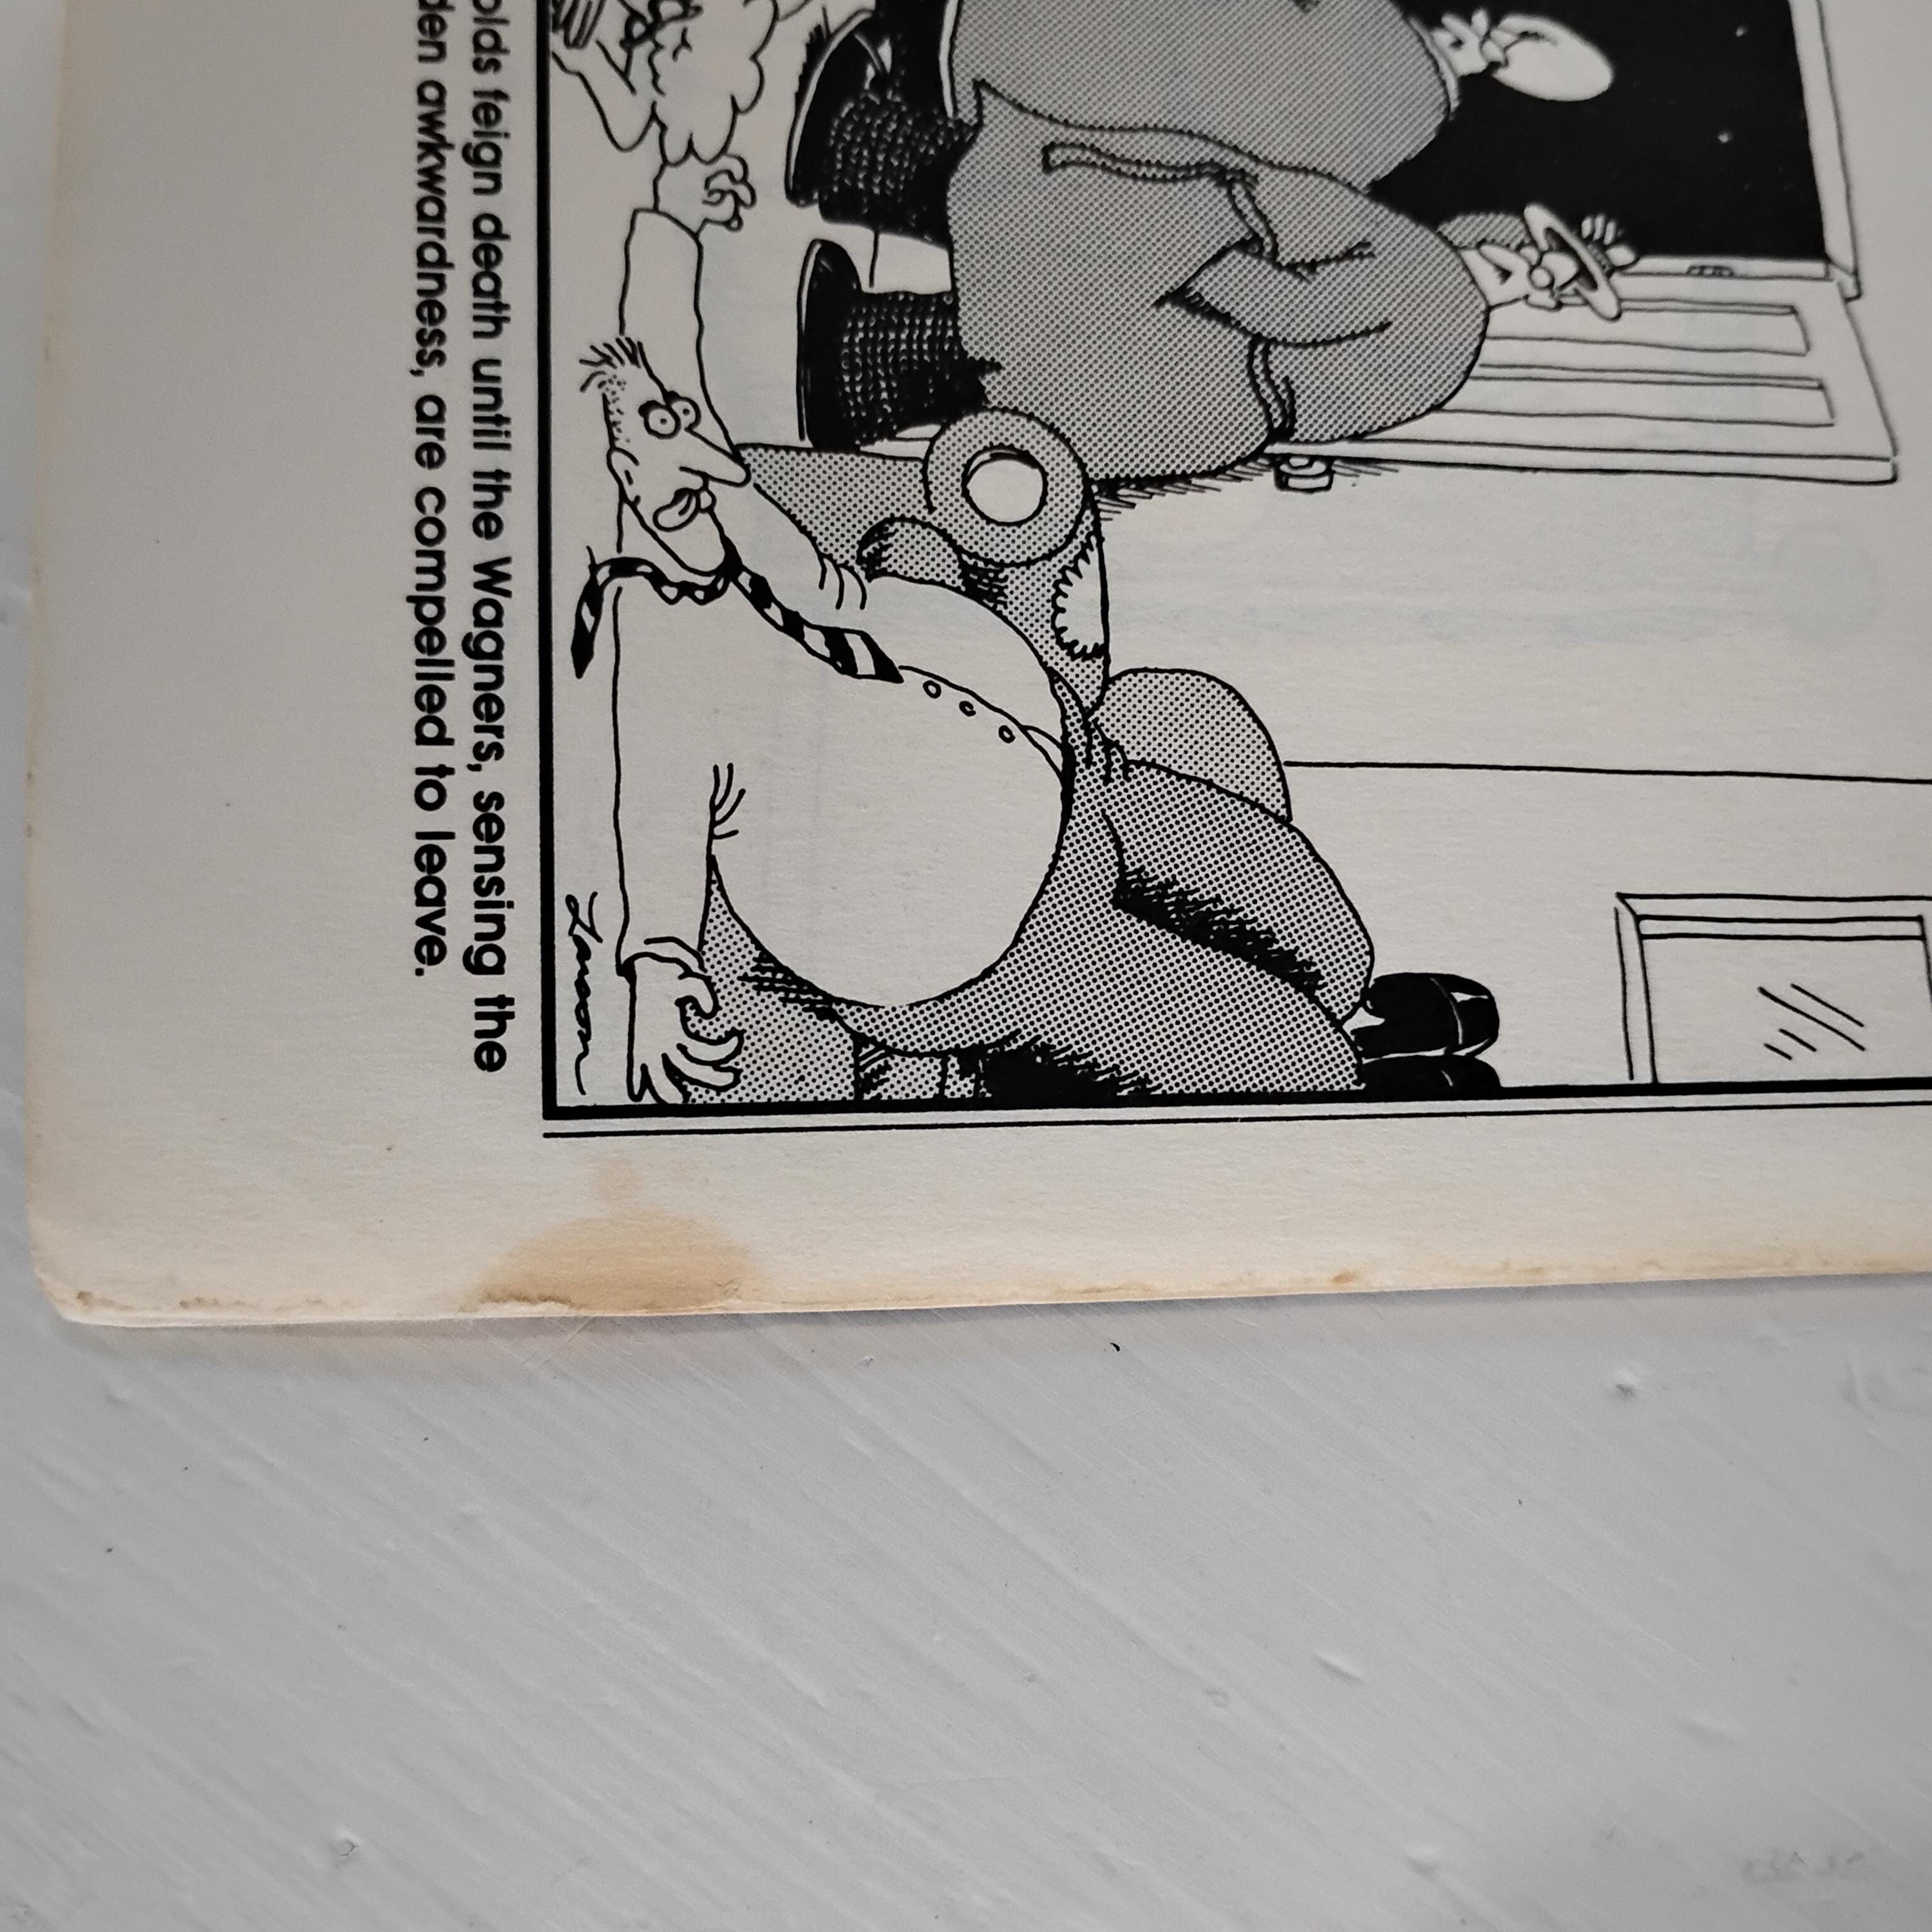 olds feign death until the Wagners, sensing the
den awkwardness, are compelled to leave.
Larson